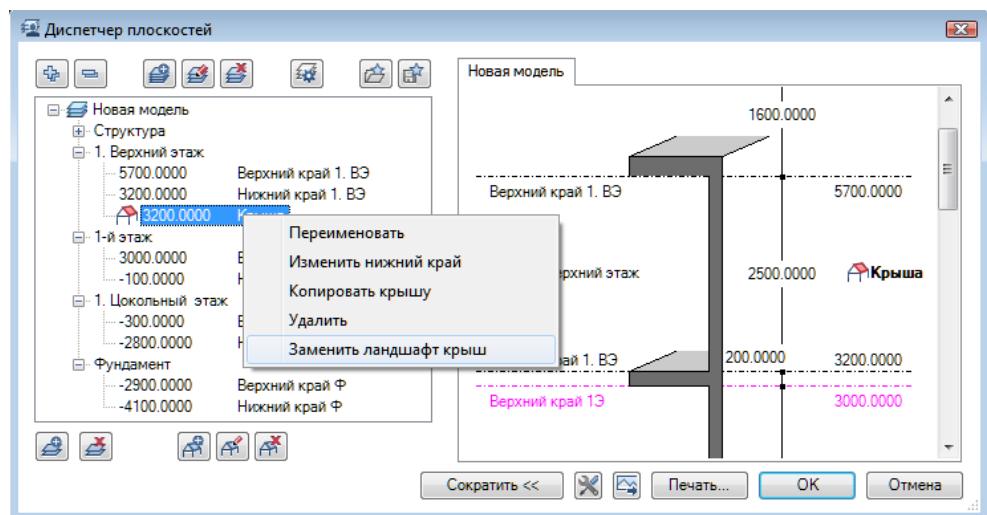 Диспетчер плоскостей
Новая модель
Новая модель
Структура
1. Верхний этаж
5700.0000 Верхний край 1. ВЭ
3200.0000 Нижний край 1. ВЭ
3200.0000
1-й этаж
3000.0000
-100.0000
1. Цокольный этаж
-300.0000
-2800.0000
Фундамент
-2900.0000 Верхний край Ф
-4100.0000 Нижний край Ф
Переименовать
Изменить нижний край
Копировать крышу
Удалить
Заменить ландшафт крыш
1600.0000
Верхний край 1. ВЭ 5700.0000
этаж 2500.0000 Крыша
1. ВЭ 200.0000 3200.0000
Верхний край 1Э 3000.0000
Сократить << Печать... OK Отмена